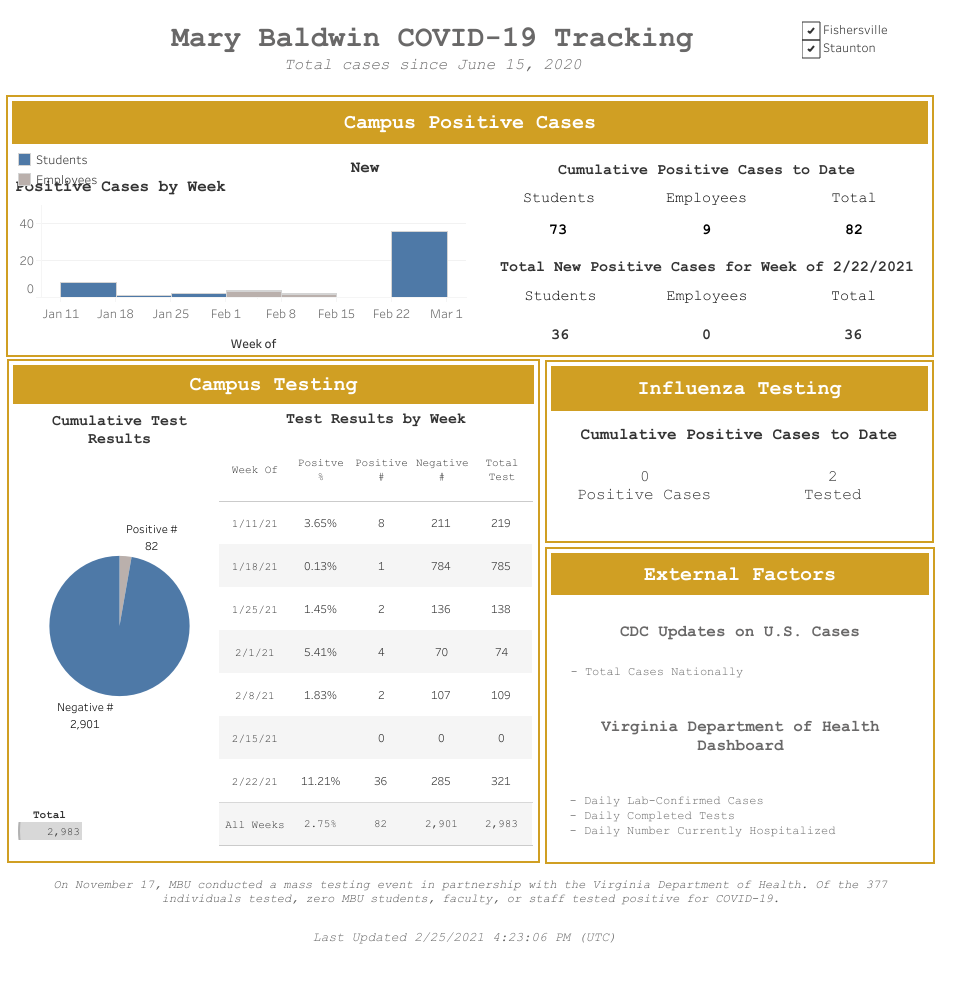 Mary Baldwin COVID-19 Tracking
Total cases since June 15, 2020
Fishersville
Staunton
Campus Positive Cases
Students
Employees
Positive Cases by Week
New
40
20
0
Jan 11 Jan 18 Jan 25 Feb 1 Feb 8 Feb 15 Feb 22 Mar 1
Week of
Cumulative Positive Cases to Date
Students Employees Total
73 9 82
Total New Positive Cases for Week of 2/22/2021
Students Employees Total
36 0 36
Campus Testing
Cumulative Test
Results
Positive #
82
Negative #
2,901
Total
2,983
Test Results by Week
Week Of Positve % Positive # Negative # Total Test
1/11/21 3.65% 8 211 219
1/18/21 0.13% 1 784 785
1/25/21 1.45% 2 136 138
2/1/21 5.41% 4 70 74
2/8/21 1.83% 2 107 109
2/15/21 0 0 0
2/22/21 11.21% 36 285 321
All Weeks 2.75% 82 2,901 2,983
Influenza Testing
Cumulative Positive Cases to Date
0 2
Positive Cases Tested
External Factors
CDC Updates on U.S. Cases
- Total Cases Nationally
Virginia Department of Health
Dashboard
- Daily Lab-Confirmed Cases
- Daily Completed Tests
- Daily Number Currently Hospitalized
On November 17, MBU conducted a mass testing event in partnership with the Virginia Department of Health. Of the 377
individuals tested, zero MBU students, faculty, or staff tested positive for COVID-19.
Last Updated 2/25/2021 4:23:06 PM (UTC)